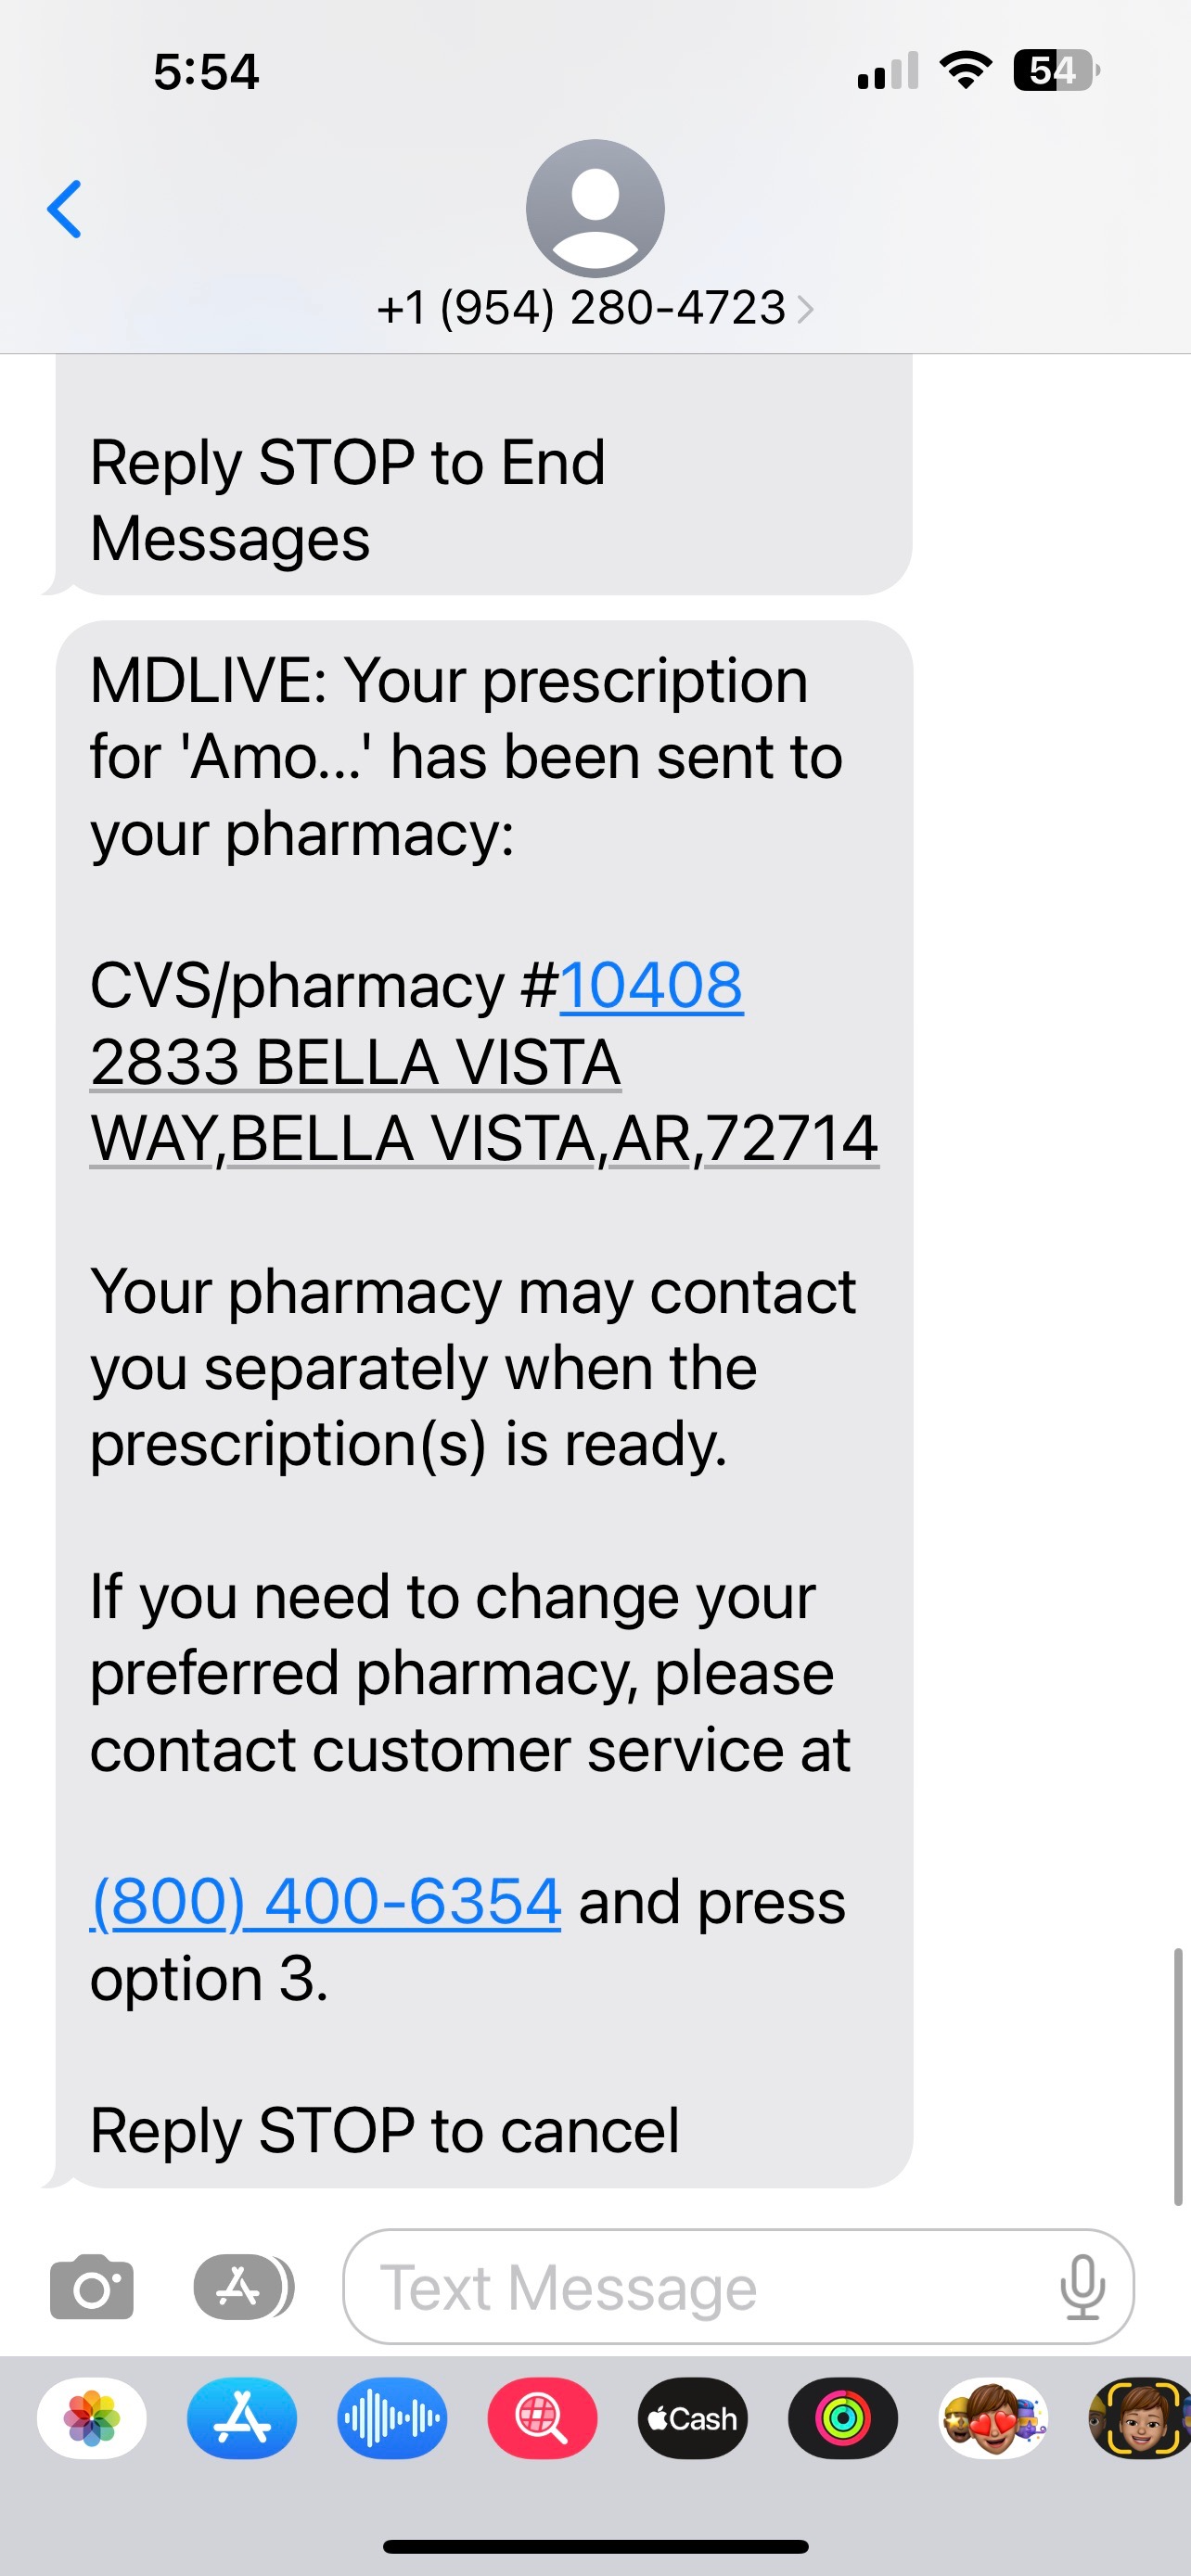 5:54
54
+1 (954) 280-4723
Reply STOP to End
Messages
MDLIVE: Your prescription
for 'Amo...' has been sent to
your pharmacy:
CVS/pharmacy #10408
2833 BELLA VISTA
WAY,BELLA VISTA,AR,72714
Your pharmacy may contact
you separately when the
prescription(s) is ready.
If you need to change your
preferred pharmacy, please
contact customer service at
(800) 400-6354 and press
option 3.
Reply STOP to cancel
Text Message
Cash